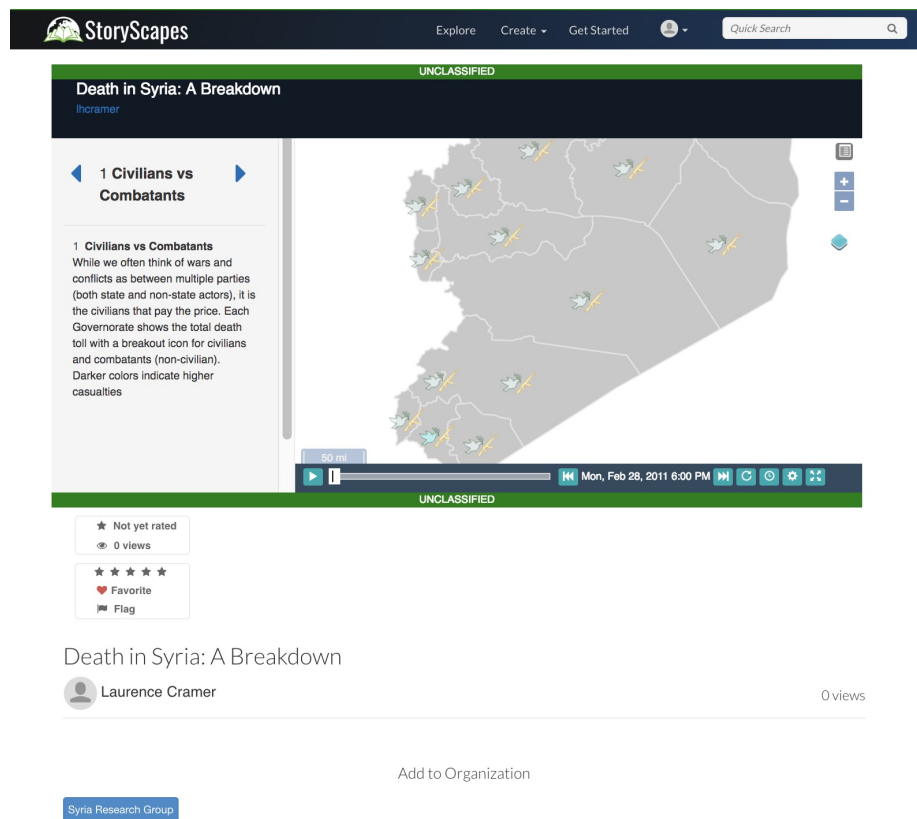 StoryScapes
Explore Create Get Started Quick Search
UNCLASSIFIED
Death in Syria: A Breakdown
lhcramer
1 Civilians vs
Combatants
1 Civilians vs Combatants
While we often think of wars and
conflicts as between multiple parties
(both state and non-state actors), it is
the civilians that pay the price. Each
Governorate shows the total death
toll with a breakout icon for civilians
and combatants (non-civilian).
Darker colors indicate higher
casualties
50 mi
Mon, Feb 28, 2011 6:00 PM
UNCLASSIFIED
Not yet rated
0 views
Favorite
Flag
Death in Syria: A Breakdown
Laurence Cramer
0 views
Add to Organization
Syria Research Group